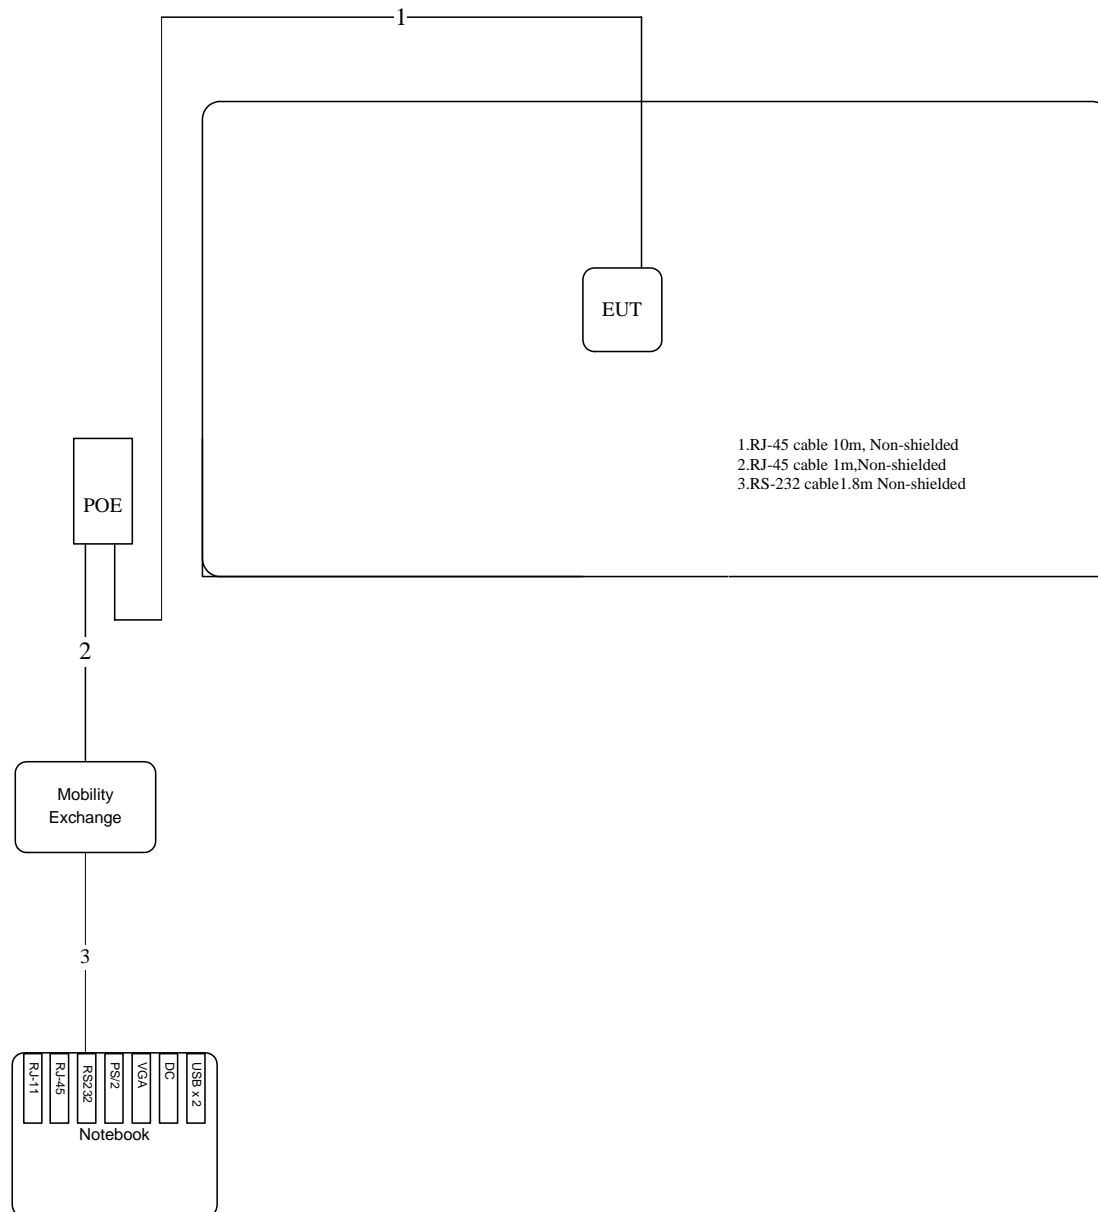 1
EUT
1.RJ-45 cable 10m, Non-shielded
2.RJ-45 cable 1m,Non-shielded
3.RS-232 cable1.8m Non-shielded
POE
2
Mobility
Exchange
3
RJ-11
RJ-45
RS232
PS/2
VGA
DC
USB x 2
Notebook